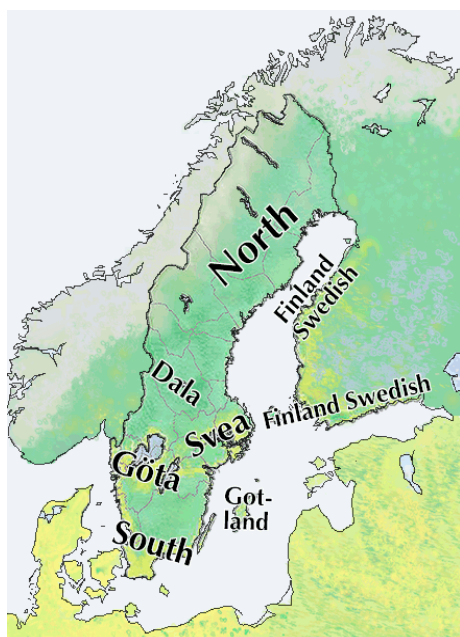 North
Finland
Swedish
Dala
Svea
Finland Swedish
Göta
Got-
land
South